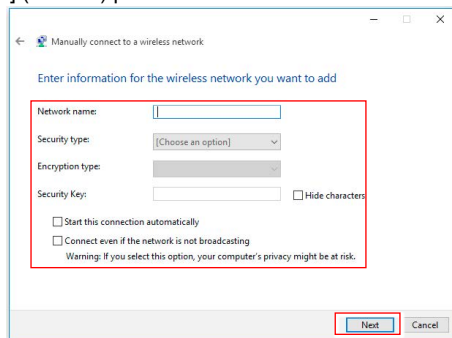 Manually connect to a wireless network
Enter information for the wireless network you want to add
Network name:
Security type:
[Choose an option]
Encryption type:
Security Key:
Hide characters
Start this connection automatically
Connect even if the network is not broadcasting
Warning: If you select this option, your computer's privacy might be at risk.
Next
Cancel